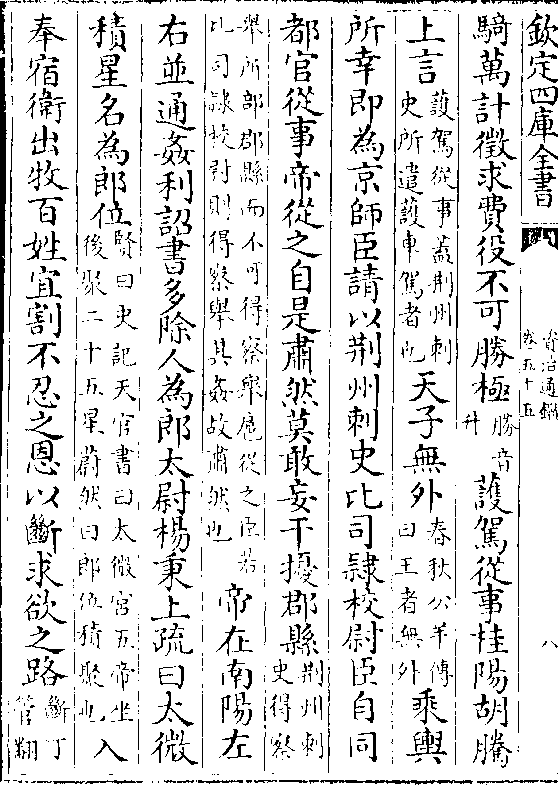 欽定四庫全書
資治通鑑
卷五十五
八
騎萬計徵求費役不可勝極勝音升護駕從事桂陽胡騰
上言護駕從事蓋荆州刺史所遣護車駕者也天子無外春秋公羊傳曰王者無外乘輿
所幸即為京師臣請以荆州刺史比司隸校尉臣自同
都官從事帝從之自是肅然莫敢妄干擾郡縣荆州刺史得察
舉所部郡縣而不可得察舉扈從之臣若比司隸校尉則得察舉其姦故肅然也帝在南陽左
右並通姦利詔書多除人為郎太尉楊秉上疏曰太微
積星名為郎位賢曰史記天官書曰太微宮五帝坐後聚二十五星蔚然曰郎位積聚也入
奉宿衛出牧百姓宜割不忍之恩以斷求欲之路斷丁管翻